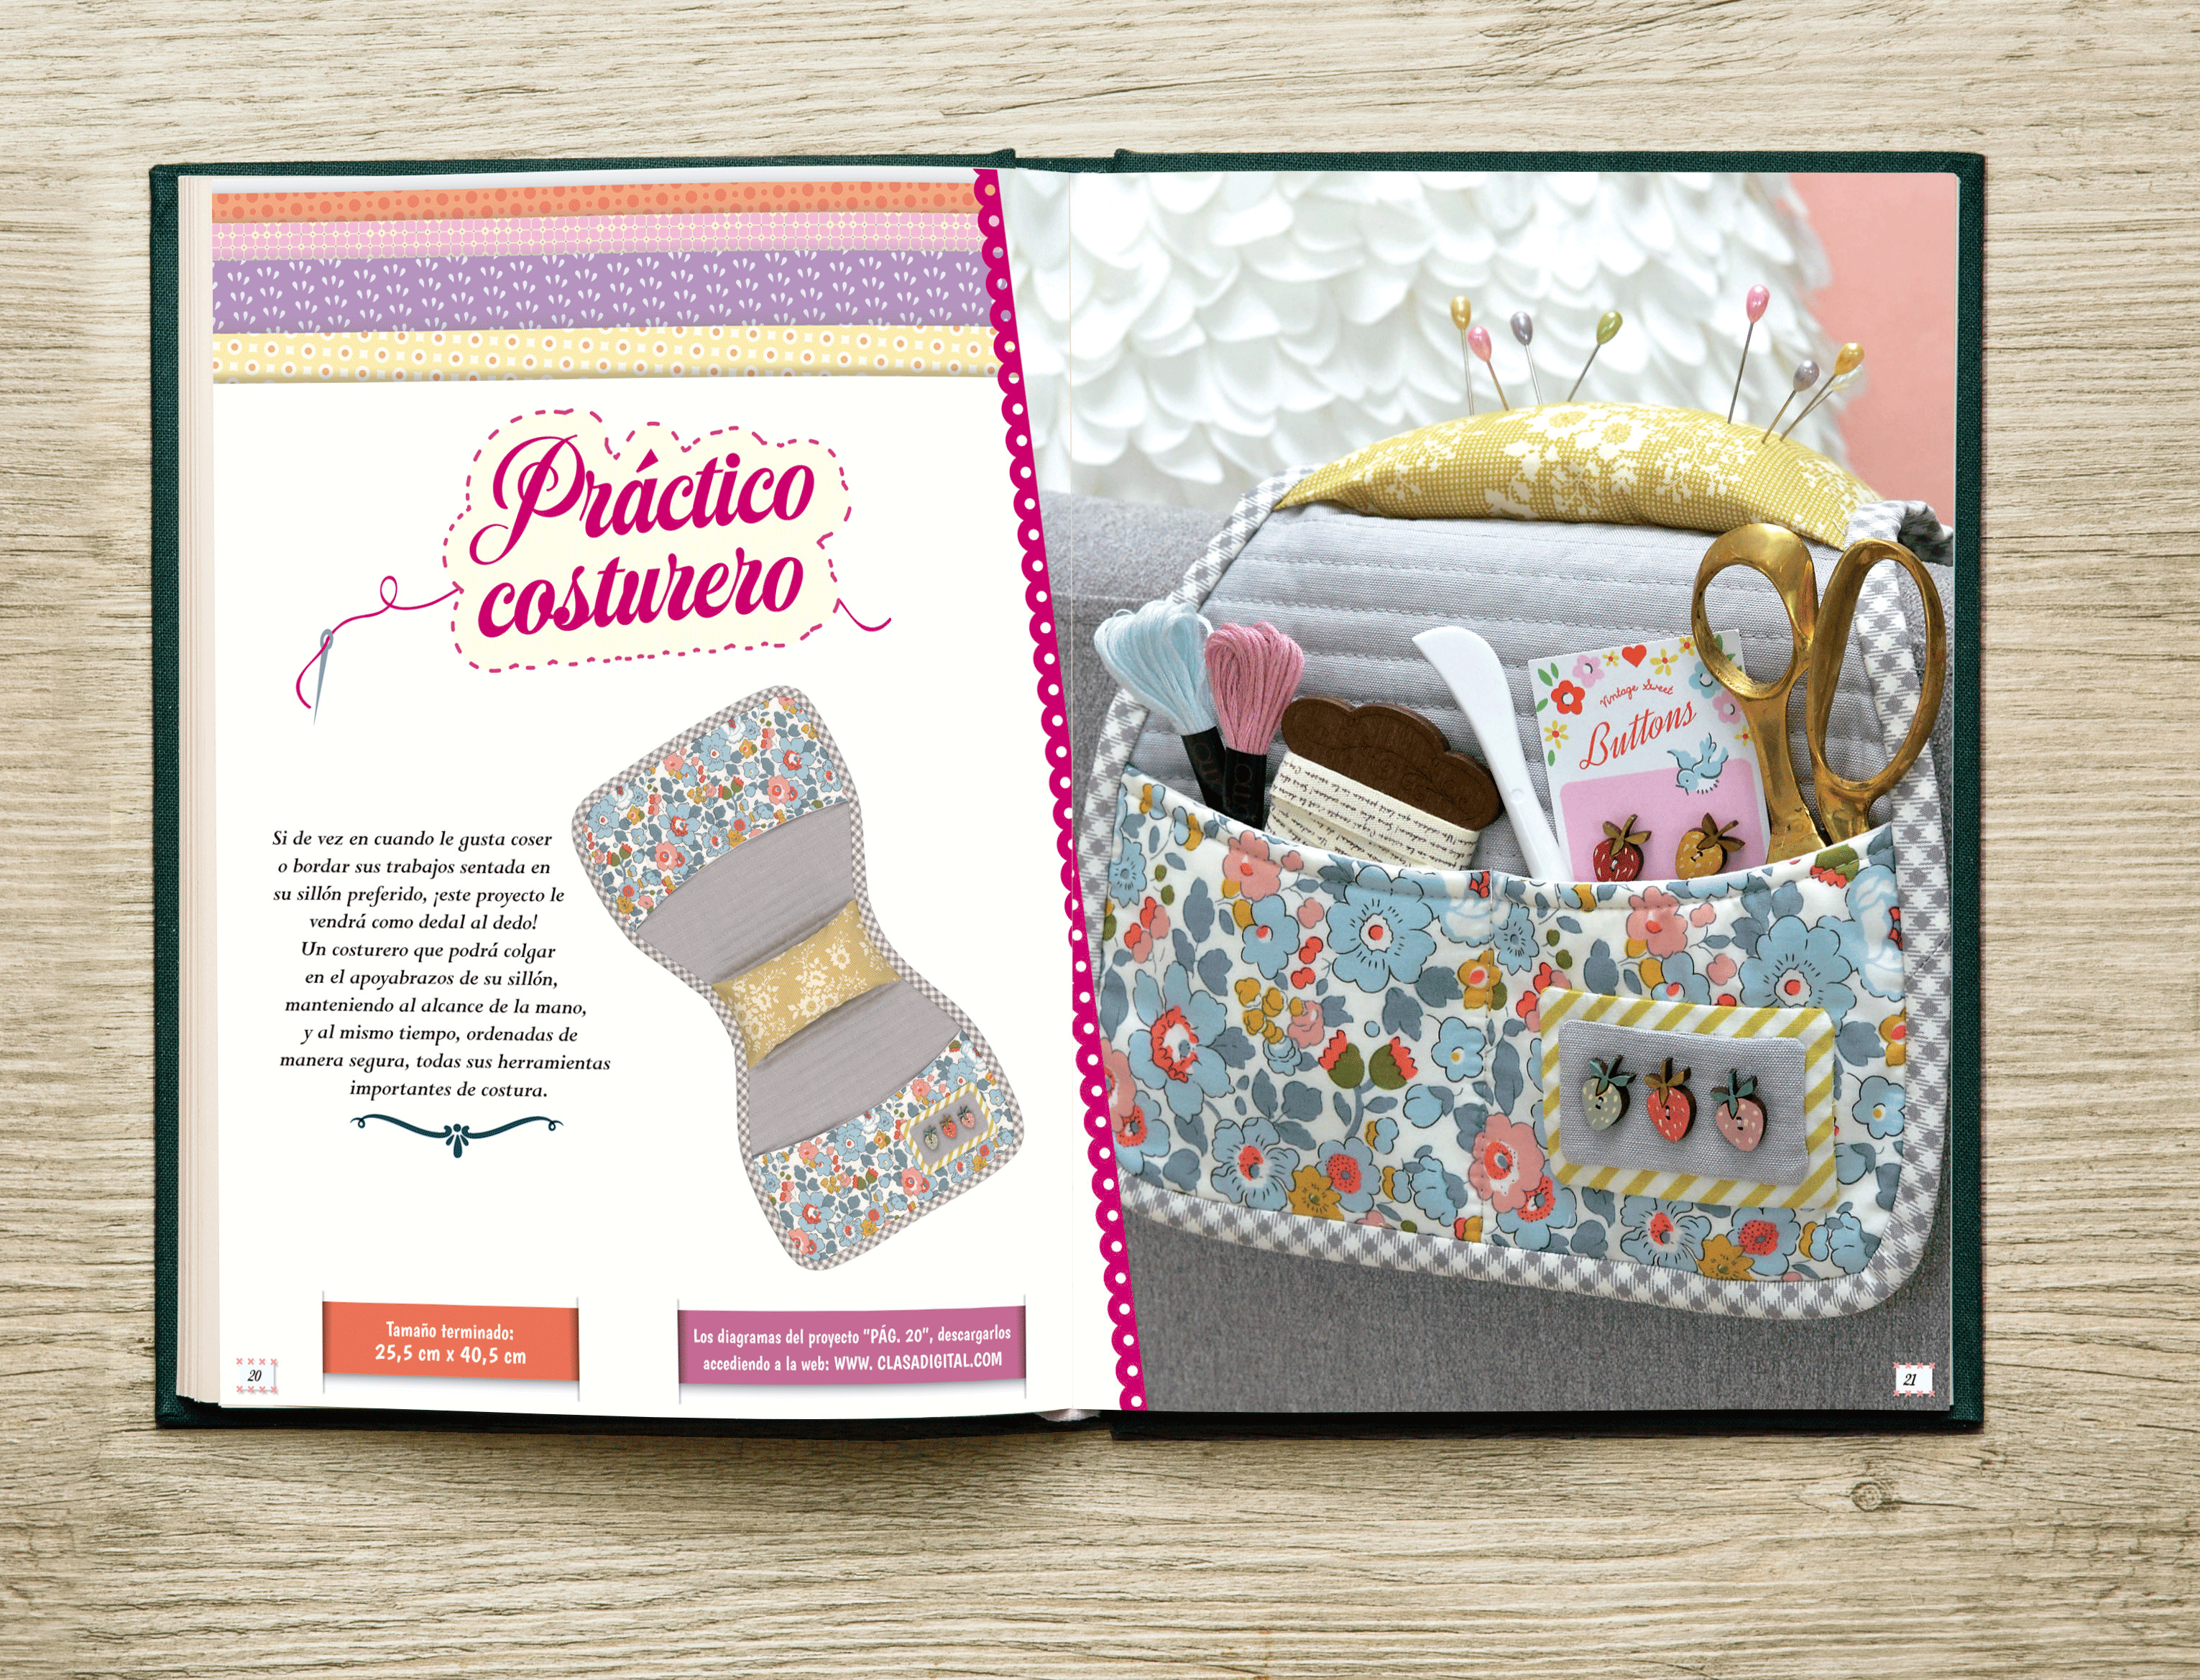 Práctico
costurero
Si de vez en cuando le gusta coser
o bordar sus trabajos sentada en
su sillón preferido, ¡este proyecto le
vendrá como dedal al dedo!
Un costurero que podrá colgar
en el apoyabrazos de su sillón,
manteniendo al alcance de la mano,
y al mismo tiempo, ordenadas de
manera segura, todas sus herramientas
importantes de costura.
Tamaño terminado:
25,5 cm x 40,5 cm
Los diagramas del proyecto "PÁG. 20", descargarlos
accediendo a la web: WWW. CLASADIGITAL.COM
20
Vintage Sweet
Buttons
21